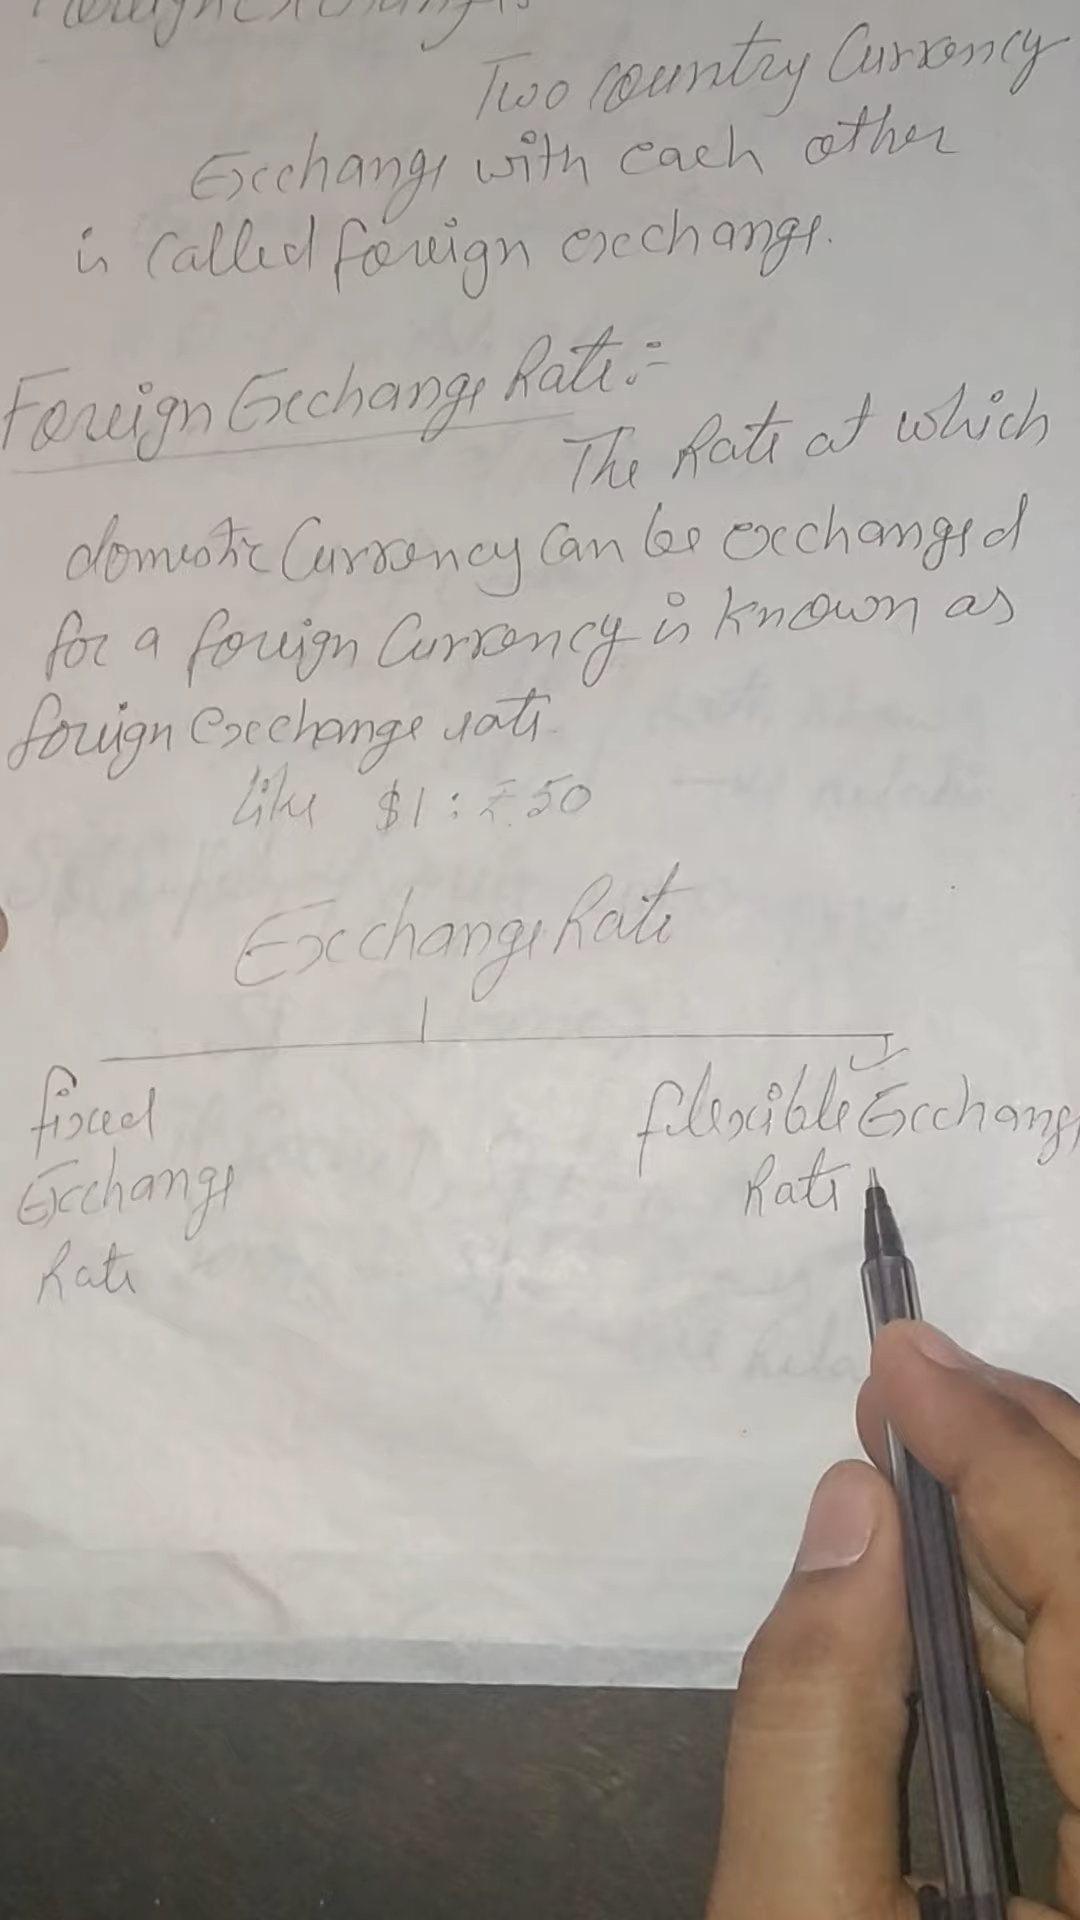 Foreign Exchange:
Two country Currency
Exchange with each other
is called foreign exchange.
Foreign Exchange Rate:-
The Rate at which
domestic Currency can be exchanged
for a foreign Currency is known as
foreign exchange rate.
Like $1 : ₹50
Exchange Rate
fixed
Exchange
Rate
flexible Exchange
Rate